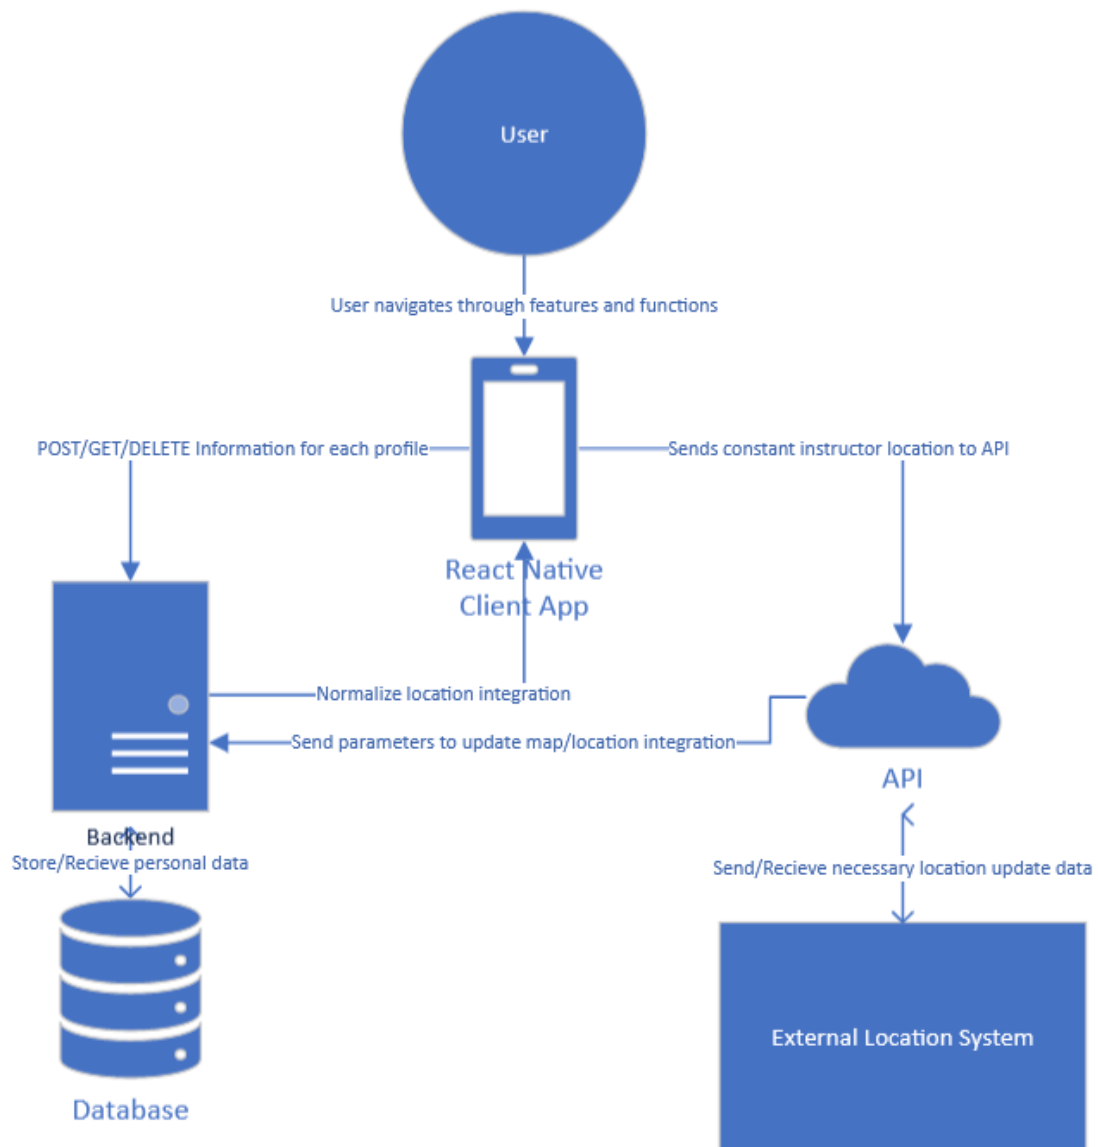 User
User navigates through features and functions
POST/GET/DELETE Information for each profile
Sends constant instructor location to API
React Native
Client App
Normalize location integration
Send parameters to update map/location integration
API
Backend
Store/Recieve personal data
Send/Recieve necessary location update data
External Location System
Database